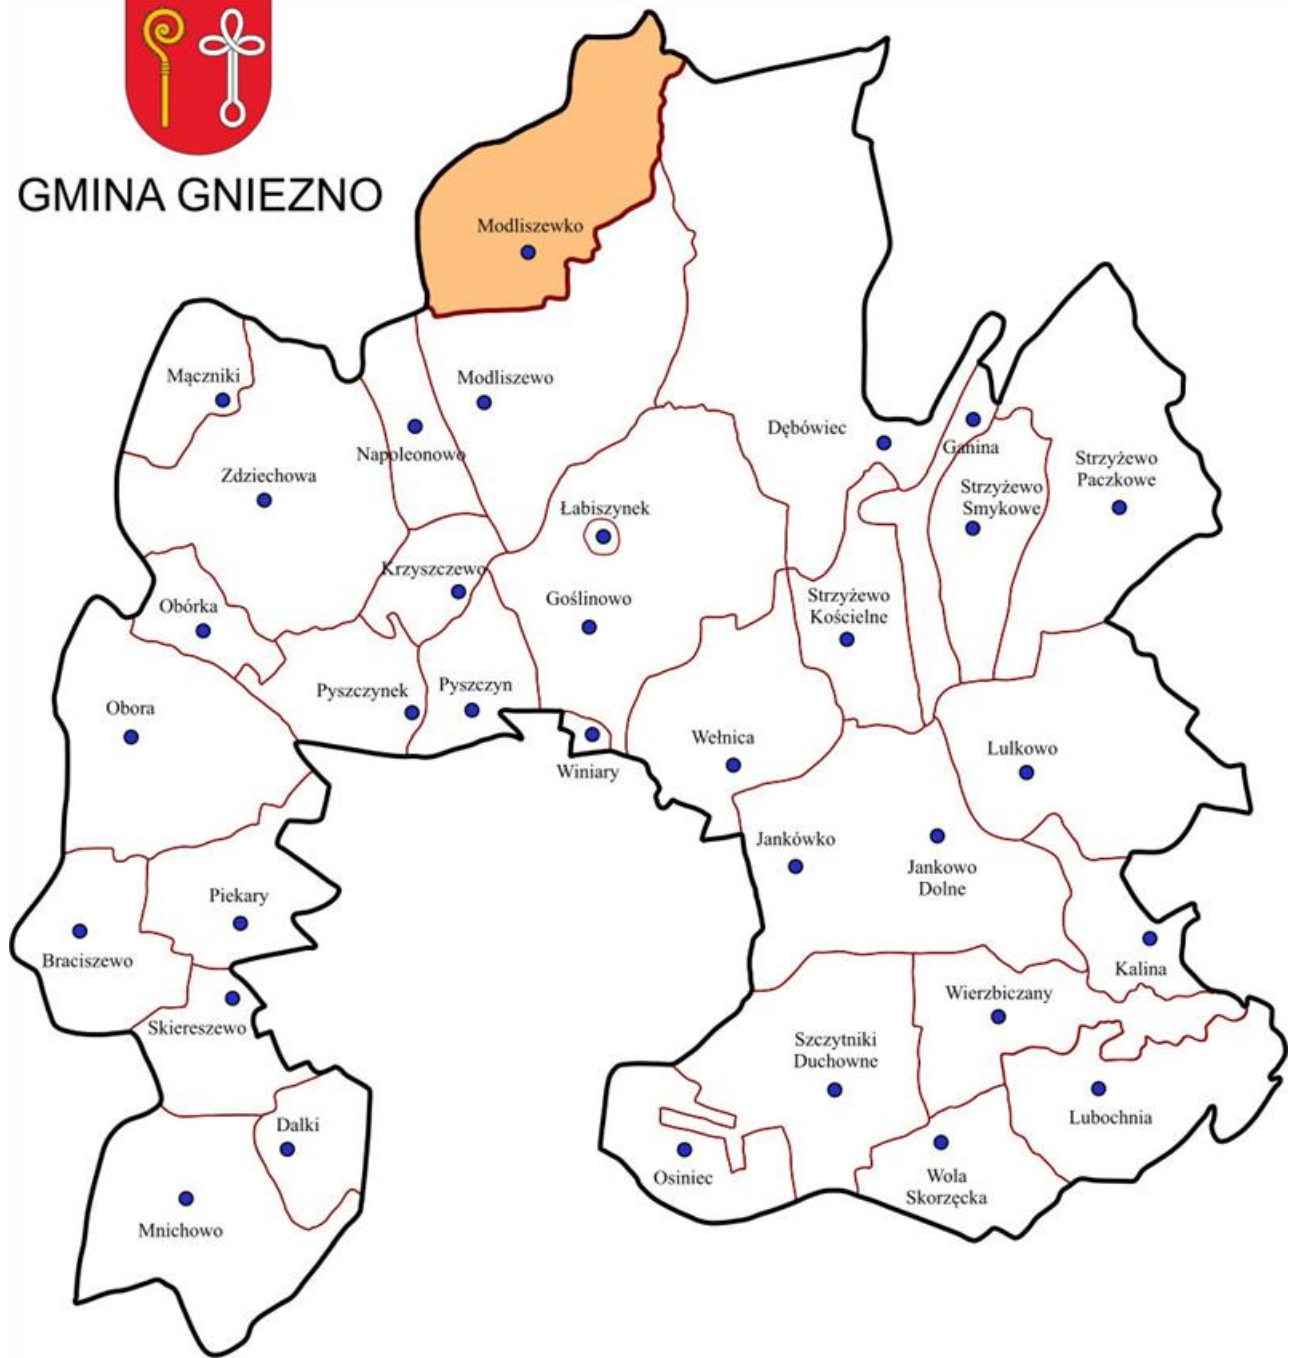 GMINA GNIEZNO
Modliszewko
Mączniki
Modliszewo
Dębówiec
Napoleonowo
Ganina
Zdziechowa
Strzyżewo
Paczkowe
Strzyżewo
Smykowe
Łabiszynek
Krzyszczewo
Obórka
Goślinowo
Strzyżewo
Kościelne
Pyszczynek
Pyszczyn
Obora
Wełnica
Lulkowo
Winiary
Jankówko
Jankowo
Dolne
Piekary
Braciszewo
Kalina
Wierzbiczany
Skiereszewo
Szczytniki
Duchowne
Dalki
Lubochnia
Osiniec
Wola
Skorzęcka
Mnichowo